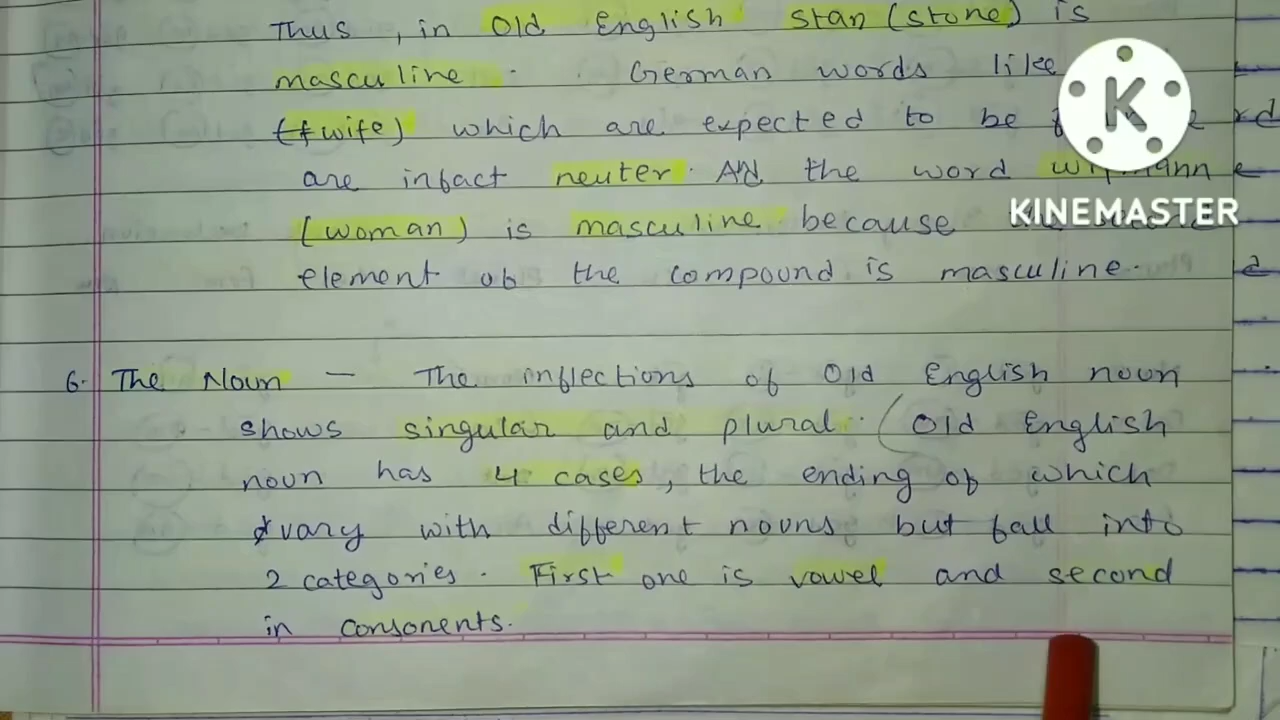 Thus , in Old English stan (stone) is
masculine . German words like
(wife) which are expected to be
are infact neuter. And the word
(woman) is masculine because
element of the compound is masculine.
KINEMASTER
6. The Noun - The inflections of Old English noun
shows singular and plural. (Old English
noun has 4 cases, the ending of which
vary with different nouns but fall into
2 categories. First one is vowel and second
in consonents.